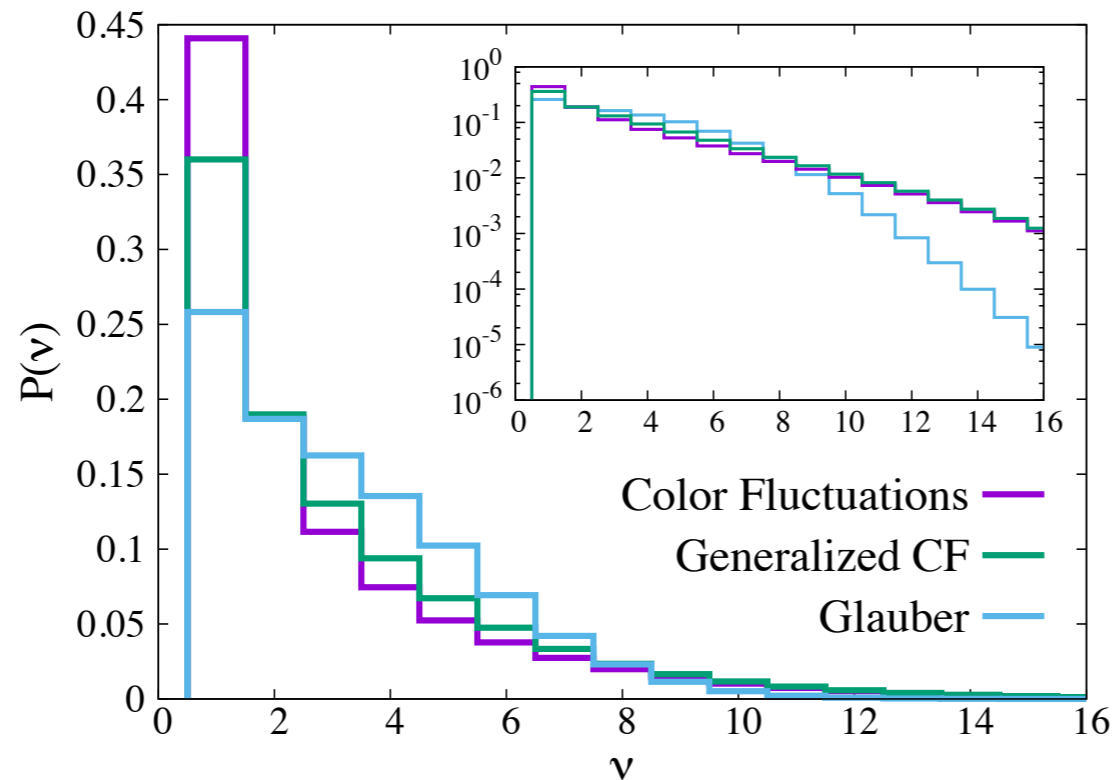 0.45
0.4
0.35
0.3
0.25
0.2
0.15
0.1
0.05
0
P(ν)
0 2 4 6 8 10 12 14 16
ν
10^0
10^-1
10^-2
10^-3
10^-4
10^-5
10^-6
0 2 4 6 8 10 12 14 16
Color Fluctuations
Generalized CF
Glauber